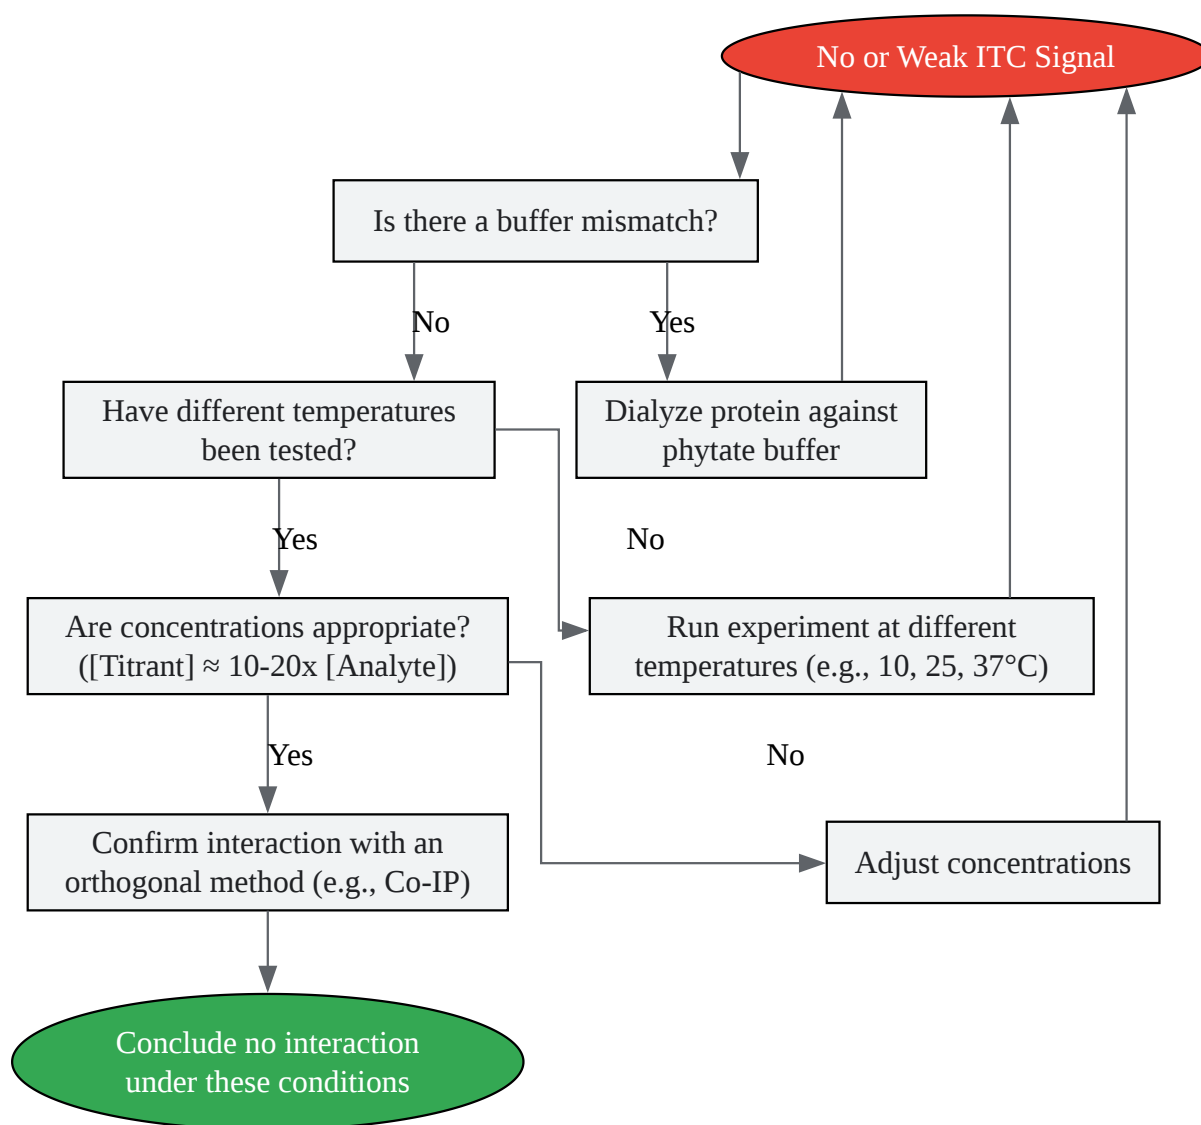 No or Weak ITC Signal
Is there a buffer mismatch?
No
Yes
Have different temperatures
been tested?
Dialyze protein against
phytate buffer
Yes
No
Are concentrations appropriate?
([Titrant] ≈ 10-20x [Analyte])
Run experiment at different
temperatures (e.g., 10, 25, 37°C)
Yes
No
Confirm interaction with an
orthogonal method (e.g., Co-IP)
Adjust concentrations
Conclude no interaction
under these conditions